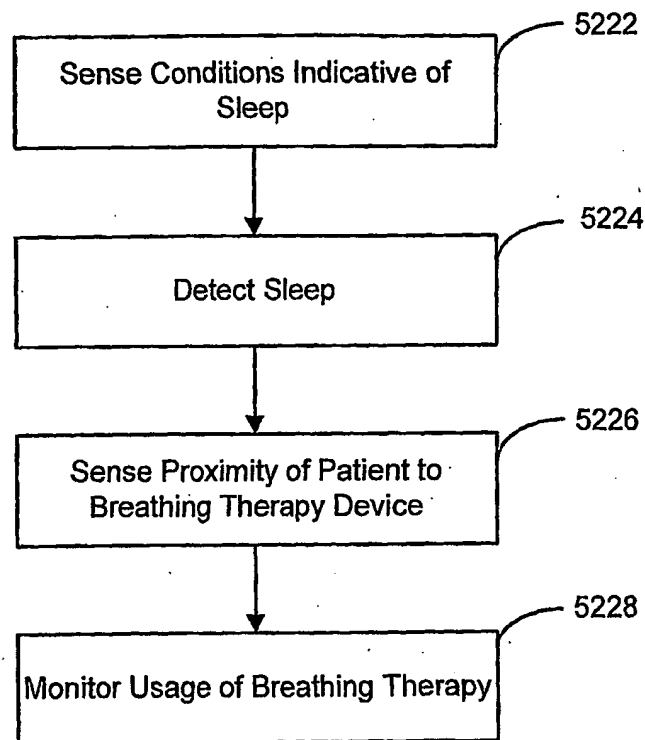 5222
Sense Conditions Indicative of
Sleep
5224
Detect Sleep
5226
Sense Proximity of Patient to
Breathing Therapy Device
5228
Monitor Usage of Breathing Therapy